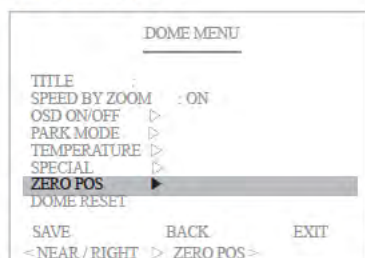 DOME MENU
TITLE :
SPEED BY ZOOM : ON
OSD ON/OFF ▷
PARK MODE ▷
TEMPERATURE ▷
SPECIAL ▷
ZERO POS ▶
DOME RESET
SAVE BACK EXIT
< NEAR / RIGHT ▷ ZERO POS >